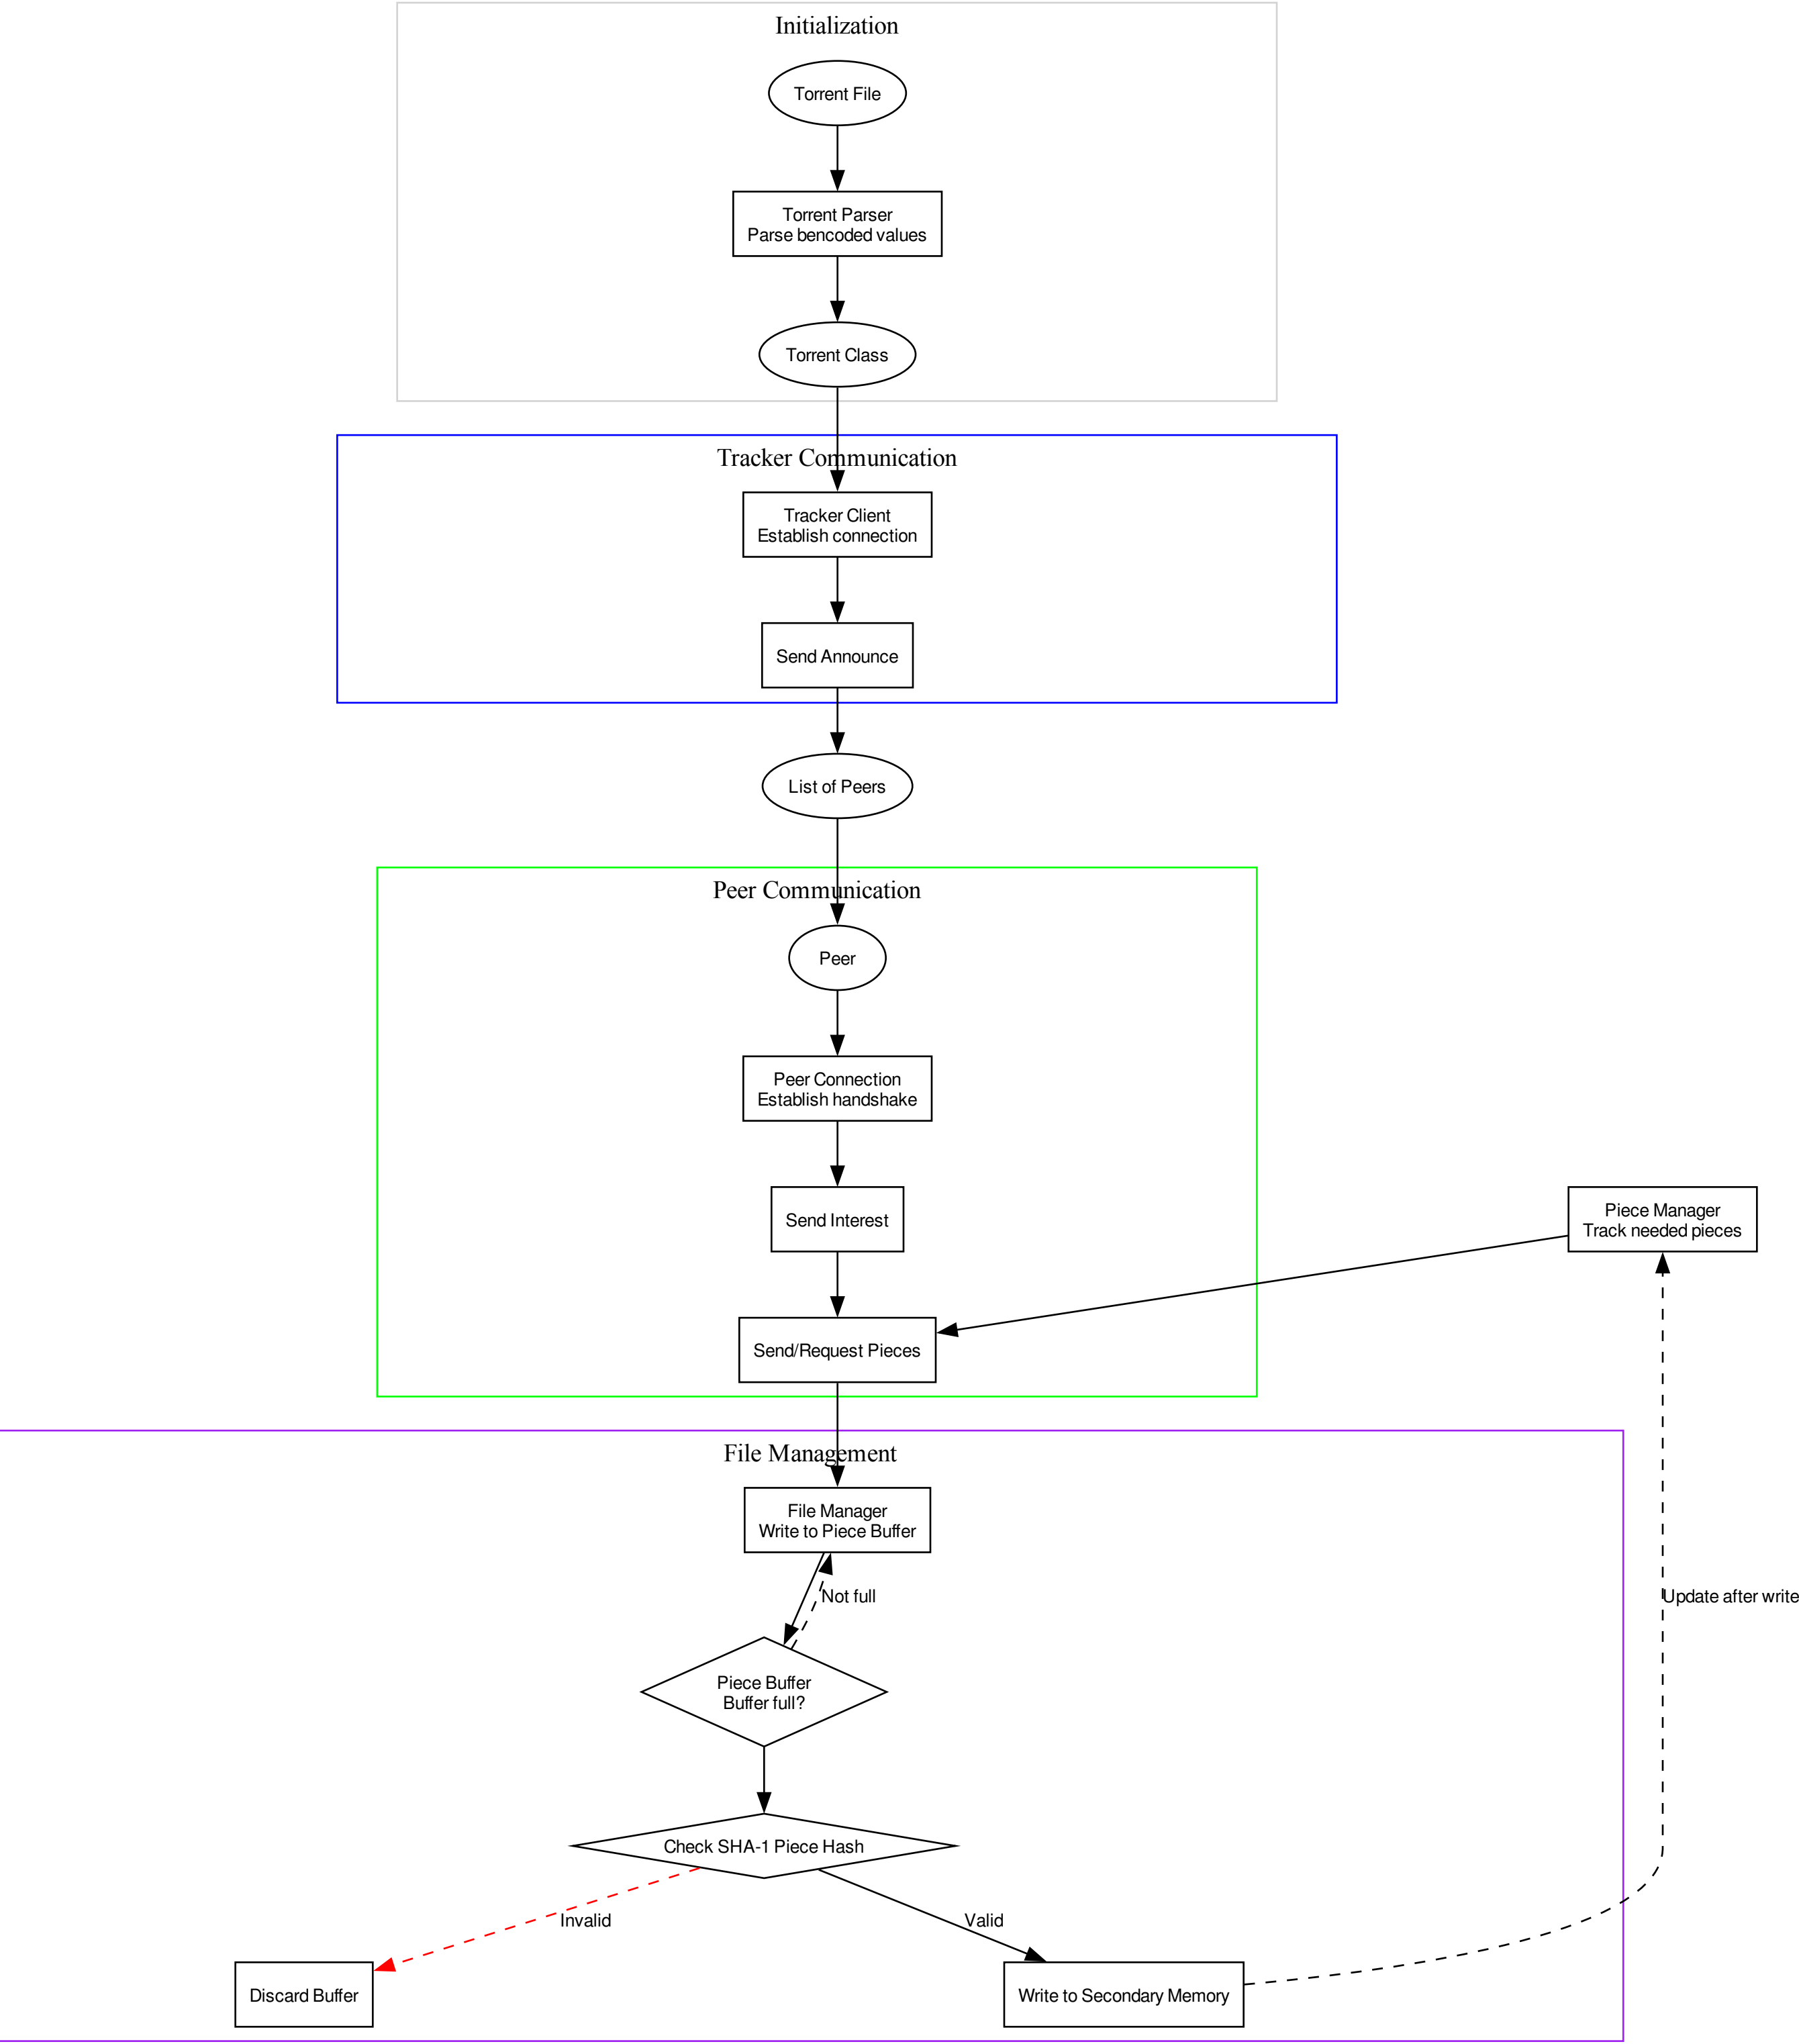 Initialization
Torrent File
Torrent Parser
Parse bencoded values
Torrent Class
Tracker Communication
Tracker Client
Establish connection
Send Announce
List of Peers
Peer Communication
Peer
Peer Connection
Establish handshake
Send Interest
Piece Manager
Track needed pieces
Send/Request Pieces
File Management
File Manager
Write to Piece Buffer
Not full
Update after write
Piece Buffer
Buffer full?
Check SHA-1 Piece Hash
Invalid
Valid
Discard Buffer
Write to Secondary Memory